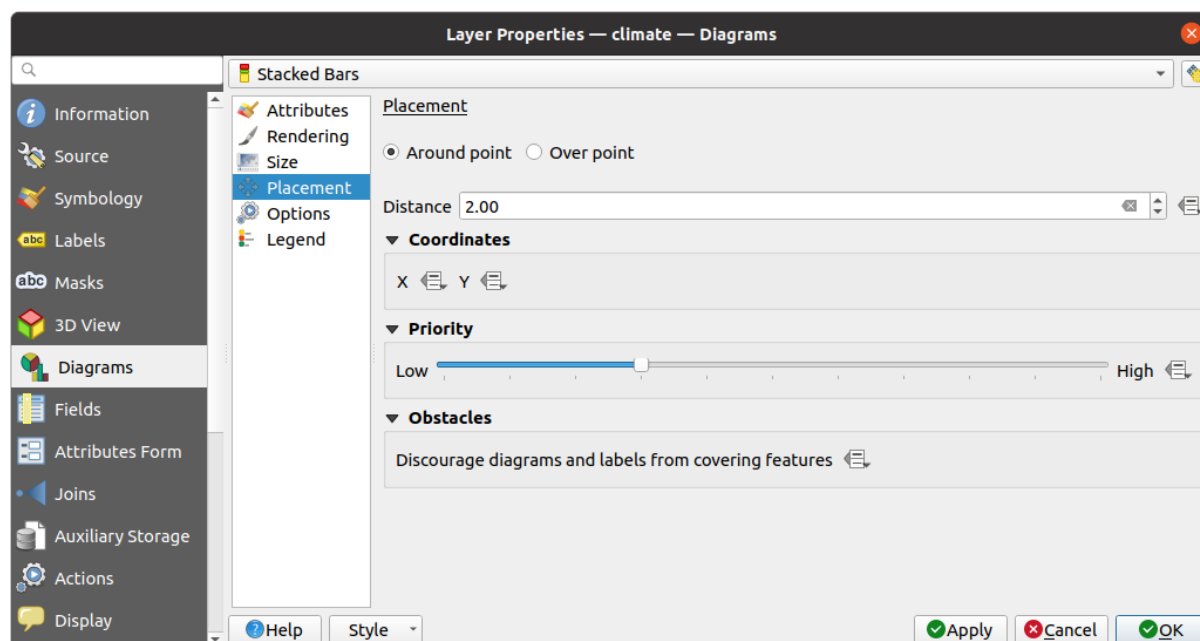 Layer Properties — climate — Diagrams
Stacked Bars
Information
Source
Symbology
abc Labels
abc Masks
3D View
Diagrams
Fields
Attributes Form
Joins
Auxiliary Storage
Actions
Display
Attributes
Rendering
Size
Placement
Options
Legend
Placement
Around point Over point
Distance 2.00
Coordinates
X Y
Priority
Low High
Obstacles
Discourage diagrams and labels from covering features
Help Style Apply Cancel OK